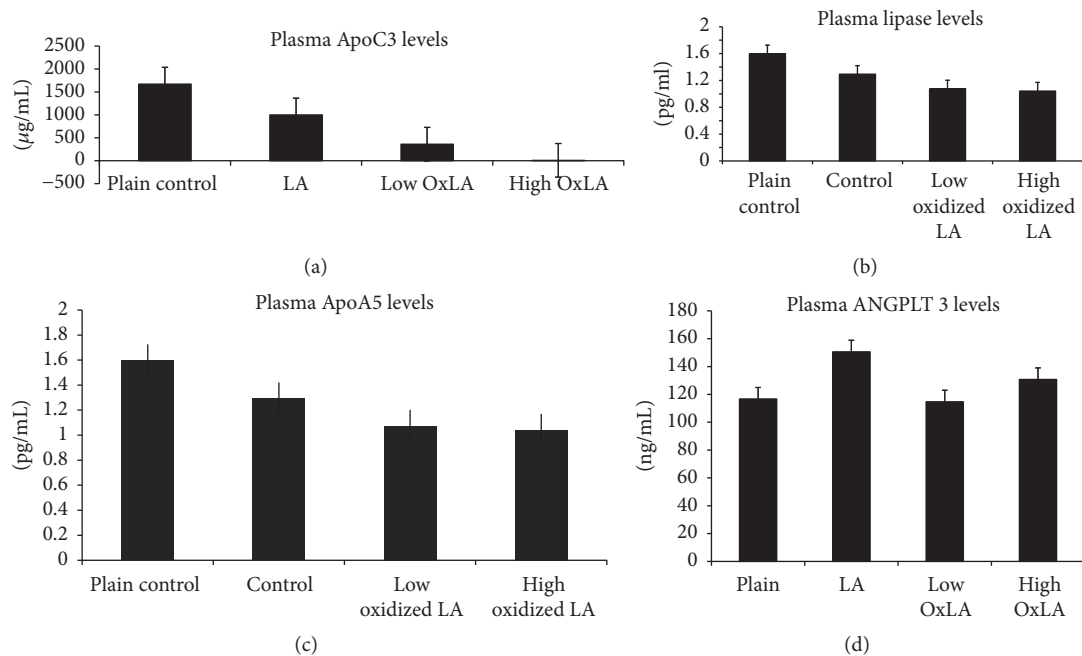 Plasma ApoC3 levels
(μg/mL)
2500
2000
1500
1000
500
0
−500
Plain control
LA
Low OxLA
High OxLA
(a)
Plasma lipase levels
(pg/ml)
1.6
1.2
0.8
0.4
0
Plain
control
Control
Low
oxidized
LA
High
oxidized
LA
(b)
Plasma ApoA5 levels
(pg/mL)
2
1.8
1.6
1.4
1.2
1
0.8
0.6
0.4
0.2
0
Plain control
Control
Low
oxidized LA
High
oxidized LA
(c)
Plasma ANGPLT 3 levels
(ng/mL)
180
160
140
120
100
80
60
40
20
0
Plain
LA
Low
OxLA
High
OxLA
(d)